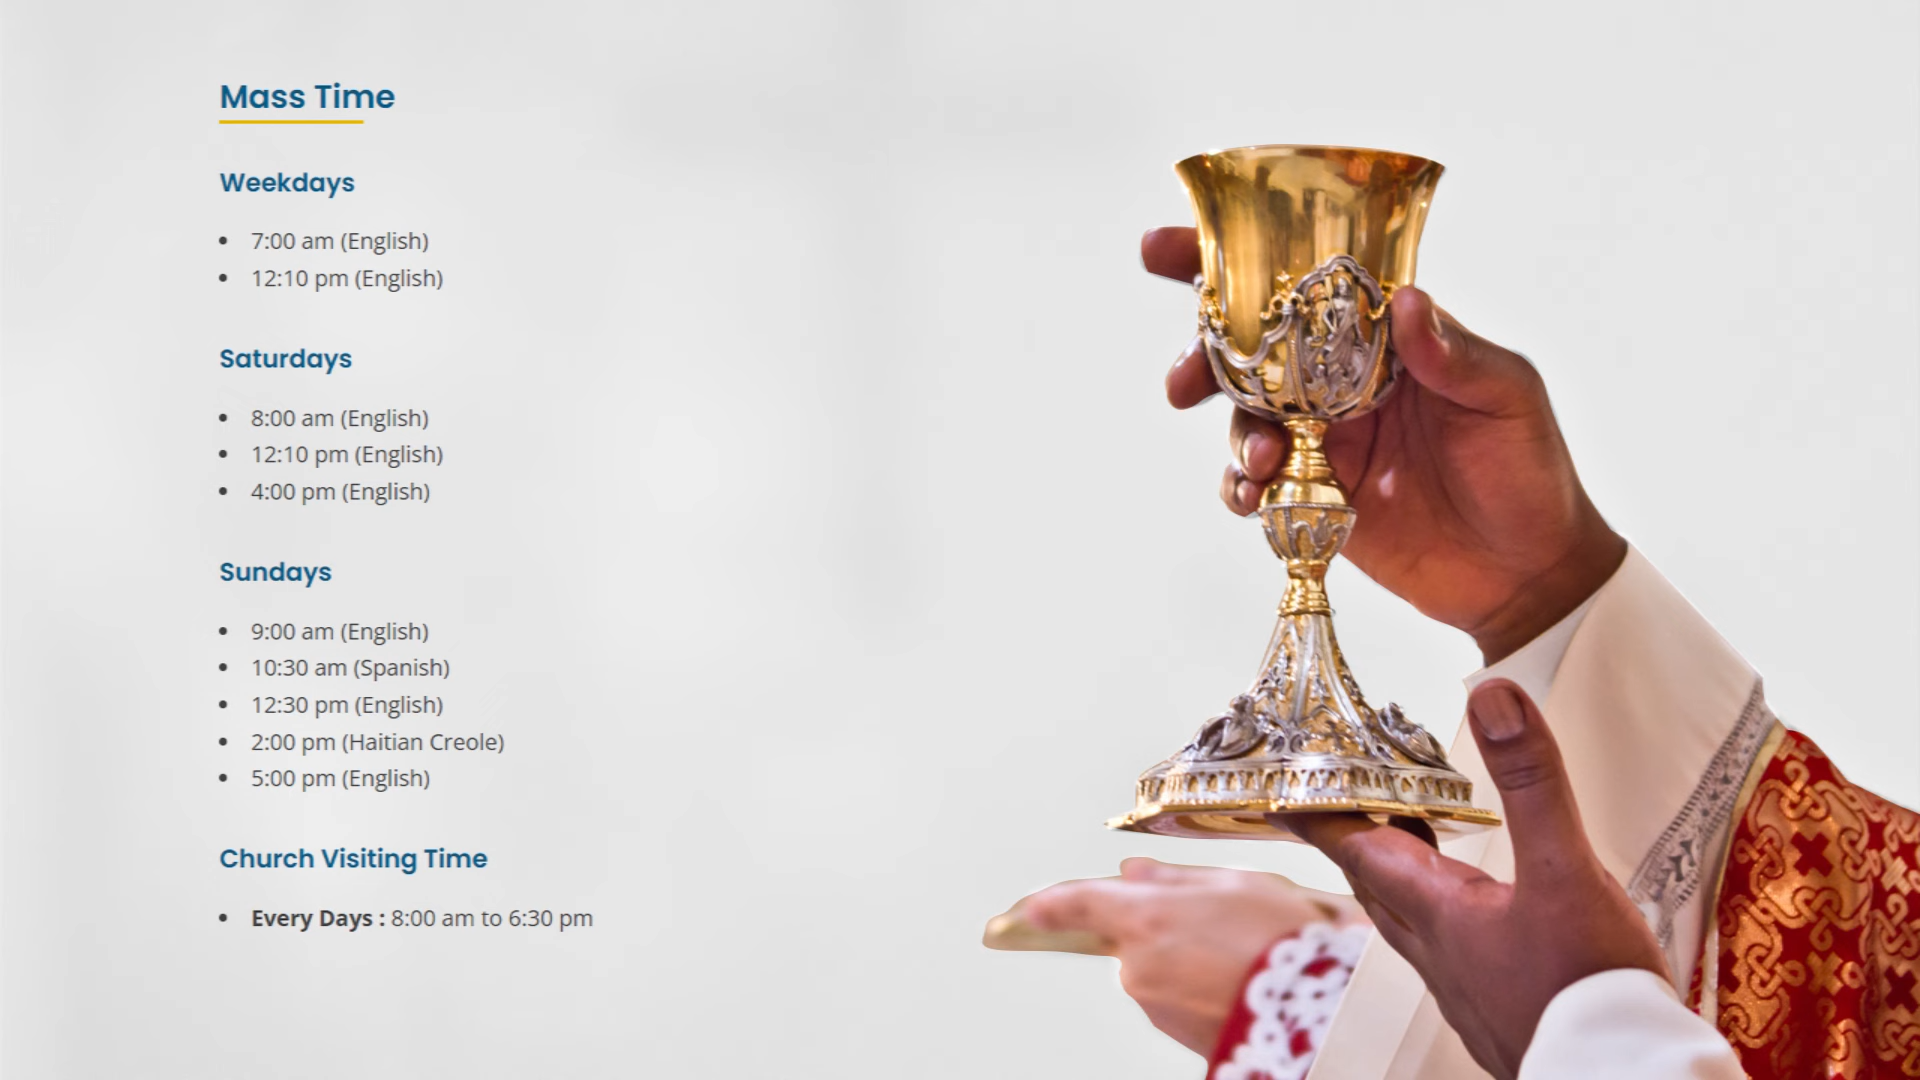 Mass Time
Weekdays
• 7:00 am (English)
• 12:10 pm (English)
Saturdays
• 8:00 am (English)
• 12:10 pm (English)
• 4:00 pm (English)
Sundays
• 9:00 am (English)
• 10:30 am (Spanish)
• 12:30 pm (English)
• 2:00 pm (Haitian Creole)
• 5:00 pm (English)
Church Visiting Time
• Every Days : 8:00 am to 6:30 pm